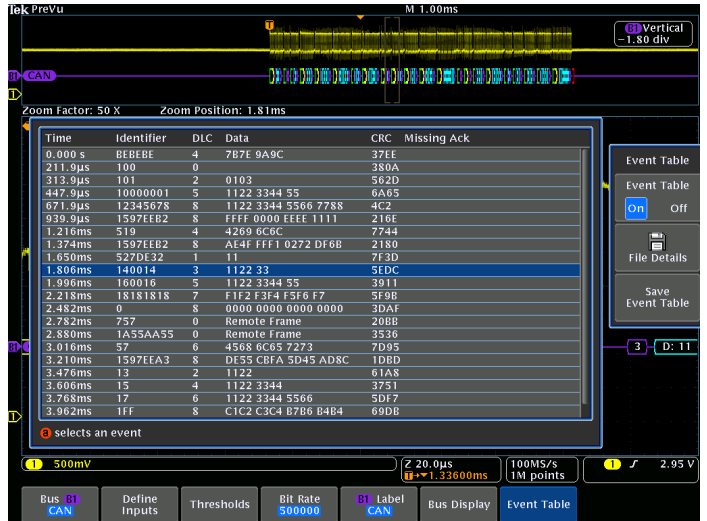 Tek PreVu M 1.00ms
T
B1 Vertical
-1.80 div
B1 CAN
1
Zoom Factor: 50 X Zoom Position: 1.81ms
Time Identifier DLC Data CRC Missing Ack
0.000 s BEBEBE 4 7B7E 9A9C 37EE
211.9µs 100 0 380A
313.9µs 101 2 0103 562D
447.9µs 10000001 5 1122 3344 55 6A65
671.9µs 12345678 8 1122 3344 5566 7788 4C2
939.9µs 1597EEB2 8 FFFF 0000 EEEE 1111 216E
1.216ms 519 4 4269 6C6C 7744
1.374ms 1597EEB2 8 AE4F FFF1 0272 DF6B 2180
1.650ms 527DE32 1 11 7F3D
1.806ms 140014 3 1122 33 5EDC
1.996ms 160016 5 1122 3344 55 3911
2.218ms 18181818 7 F1F2 F3F4 F5F6 F7 5F9B
2.482ms 0 8 0000 0000 0000 0000 3DAF
2.782ms 757 0 Remote Frame 20BB
2.880ms 1A55AA55 0 Remote Frame 3536
3.016ms 57 6 4568 6C65 7273 7D95
3.210ms 1597EEA3 8 DE55 CBFA 5D45 AD8C 1DBD
3.476ms 13 2 1122 61A8
3.606ms 15 4 1122 3344 3751
3.768ms 17 6 1122 3344 5566 5DF7
3.962ms 1FF 8 C1C2 C3C4 B7B6 B4B4 69DB
a selects an event
Event Table
Event Table
On Off
File Details
Save
Event Table
B1
3 D: 11
1
1 500mV
Z 20.0µs
T→▼1.33600ms
100MS/s
1M points
1 2.95 V
Bus B1
CAN
Define
Inputs
Thresholds
Bit Rate
500000
B1 Label
CAN
Bus Display
Event Table